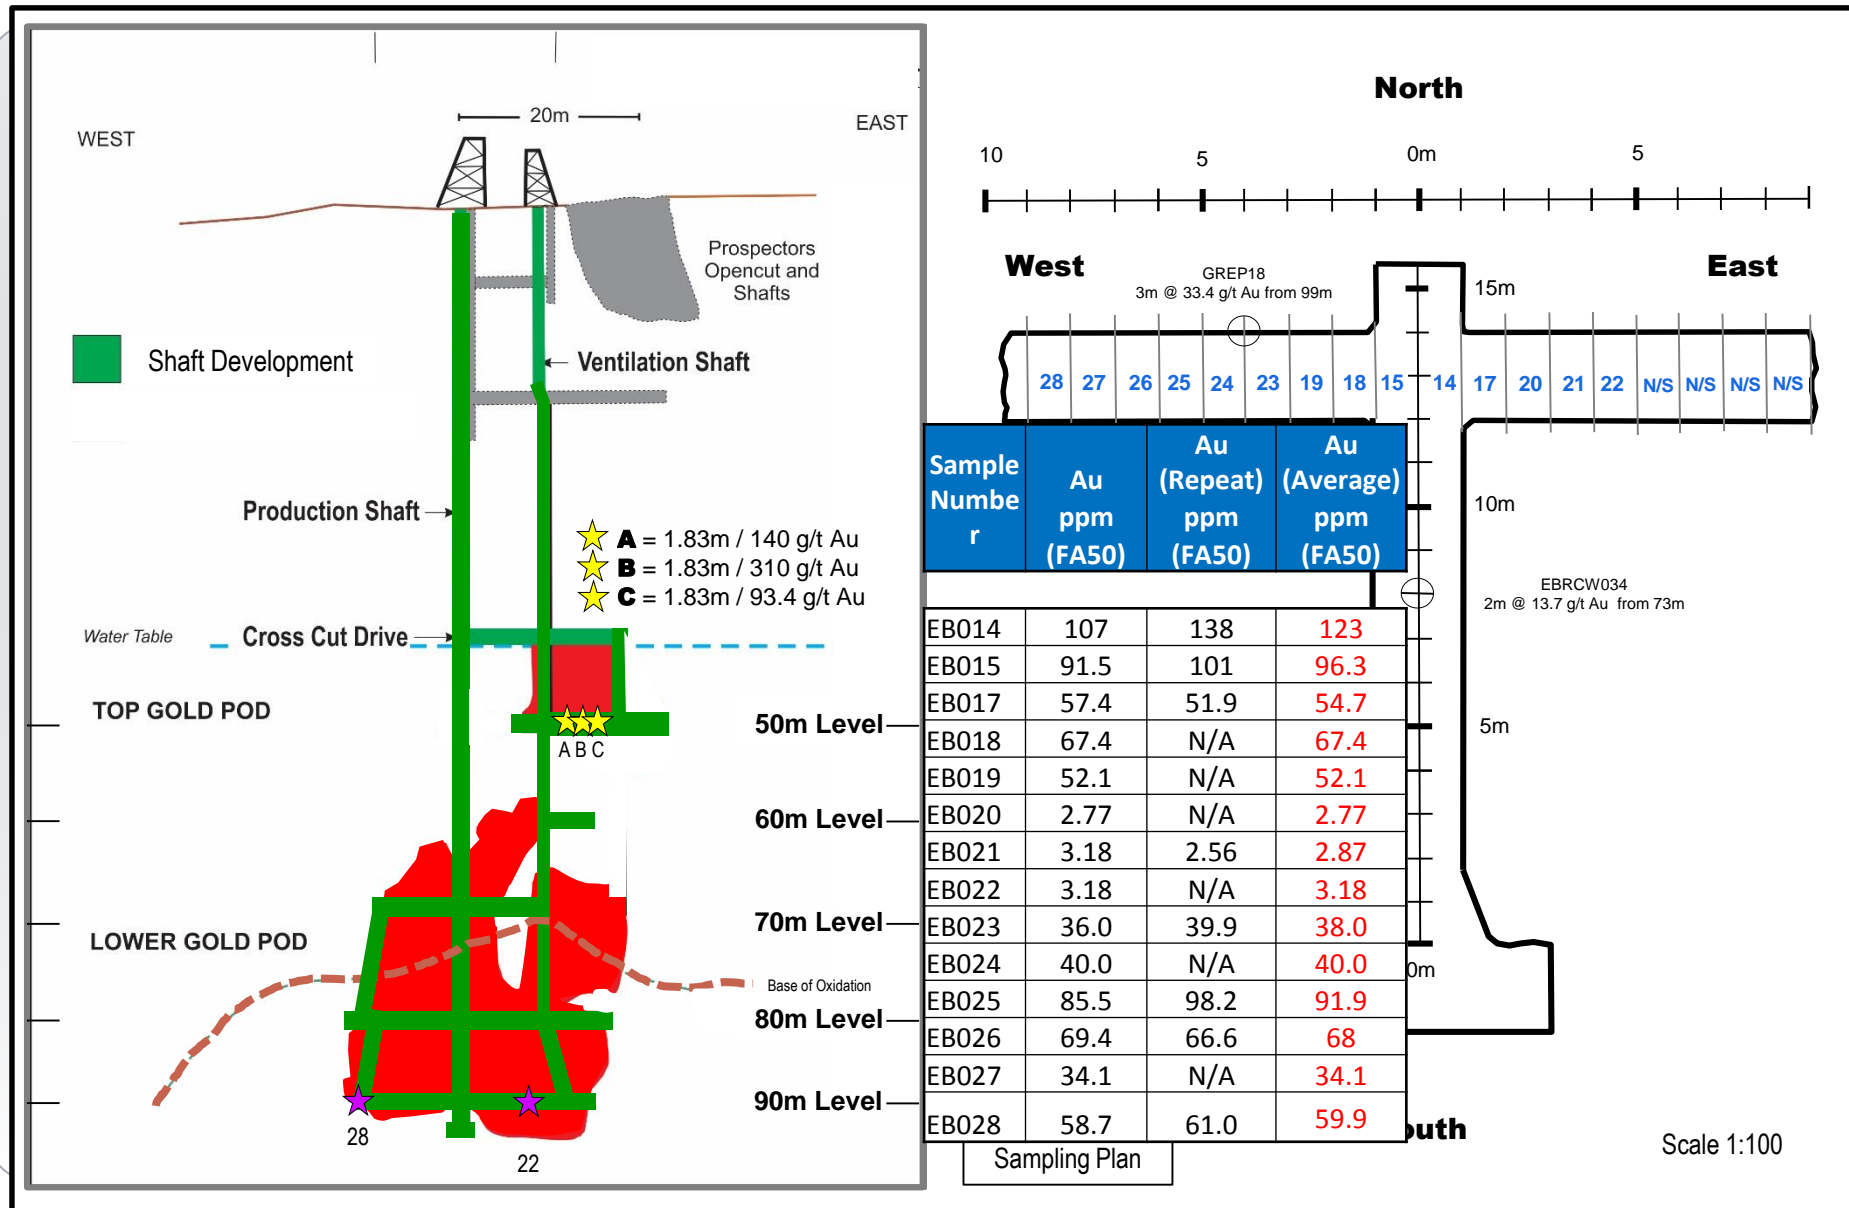 20m
WEST
EAST
Prospectors
Opencut and
Shafts
Shaft Development
Ventilation Shaft
Production Shaft
A = 1.83m / 140 g/t Au
B = 1.83m / 310 g/t Au
C = 1.83m / 93.4 g/t Au
Water Table
Cross Cut Drive
TOP GOLD POD
A B C
50m Level
60m Level
70m Level
LOWER GOLD POD
Base of Oxidation
80m Level
90m Level
28
22
North
10 5 0m 5
West
East
GREP18
3m @ 33.4 g/t Au from 99m
15m
28 27 26 25 24 23 19 18 15 14 17 20 21 22 N/S N/S N/S N/S
10m
EBRCW034
2m @ 13.7 g/t Au from 73m
5m
0m
outh
Scale 1:100
Sample
Numbe
r
Au
ppm
(FA50)
Au
(Repeat)
ppm
(FA50)
Au
(Average)
ppm
(FA50)
EB014 107 138 123
EB015 91.5 101 96.3
EB017 57.4 51.9 54.7
EB018 67.4 N/A 67.4
EB019 52.1 N/A 52.1
EB020 2.77 N/A 2.77
EB021 3.18 2.56 2.87
EB022 3.18 N/A 3.18
EB023 36.0 39.9 38.0
EB024 40.0 N/A 40.0
EB025 85.5 98.2 91.9
EB026 69.4 66.6 68
EB027 34.1 N/A 34.1
EB028 58.7 61.0 59.9
Sampling Plan